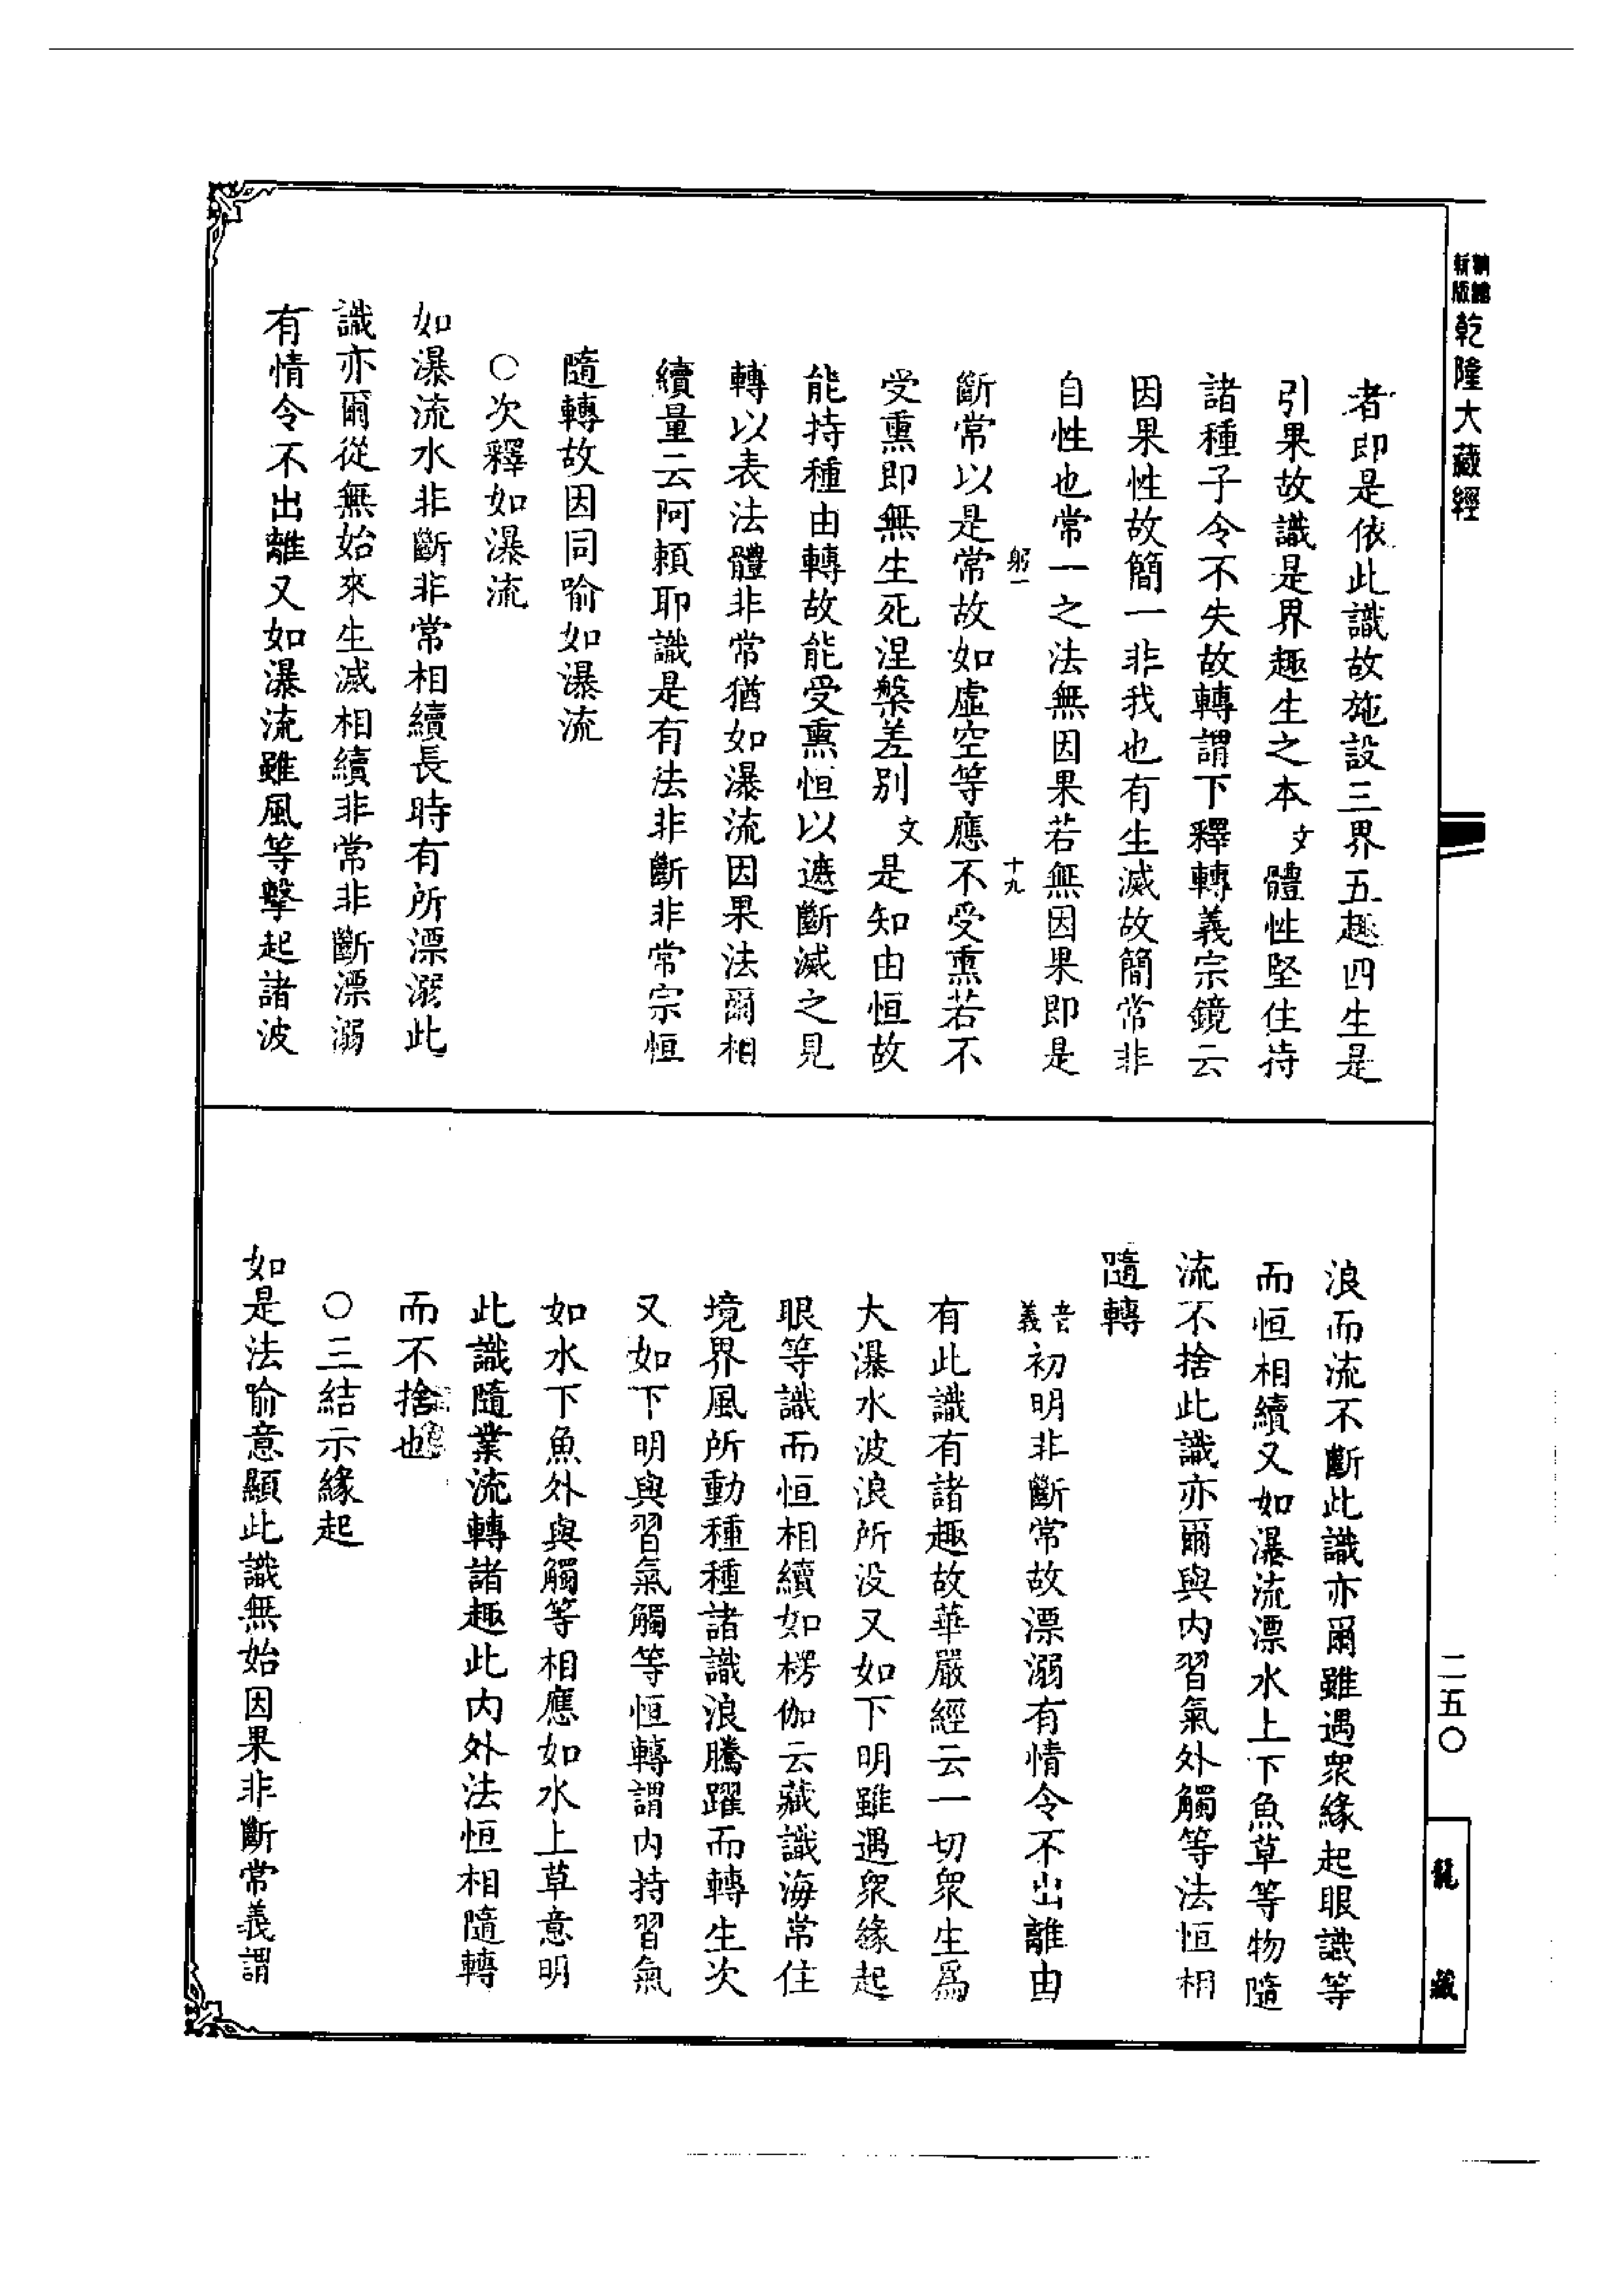 新版
乾隆大藏經
者即是依此識故施設三界五趣四生是
引果故識是界趣生之本文體性堅住持
諸種子令不失故轉謂下釋轉義宗鏡云
因果性故簡一非我也有生滅故簡常非
自性也常一之法無因果若無因果即是
躬一 十九
斷常以是常故如虛空等應不受熏若不
受熏即無生死涅槃差別文是知由恒故
能持種由轉故能受熏恒以遮斷滅之見
轉以表法體非常猶如瀑流因果法爾相
續量云阿賴耶識是有法非斷非常宗恒
隨轉故因同喻如瀑流
○次釋如瀑流
如瀑流水非斷非常相續長時有所漂溺此
識亦爾從無始來生滅相續非常非斷漂溺
有情令不出離又如瀑流雖風等擊起諸波
浪而流不斷此識亦爾雖遇眾緣起眼識等
而恒相續又如瀑流漂水上下魚草等物隨
流不捨此識亦爾與內習氣外觸等法恒相
隨轉
音義初明非斷常故漂溺有情令不出離由
有此識有諸趣故華嚴經云一切眾生為
大瀑水波浪所沒又如下明雖遇眾緣起
眼等識而恒相續如楞伽云藏識海常住
境界風所動種種諸識浪騰躍而轉生次
又如下明與習氣觸等恒轉謂內持習氣
如水下魚外與觸等相應如水上草意明
此識隨業流轉諸趣此內外法恒相隨轉
而不捨也
○三結示緣起
如是法喻意顯此識無始因果非斷常義謂
二五〇
龍藏